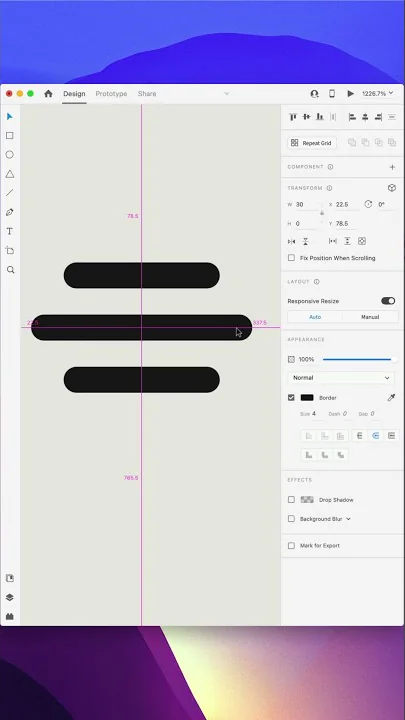 Design Prototype Share 1226.7%
Repeat Grid
COMPONENT
TRANSFORM
W 30 X 22.5 0°
H 0 Y 78.5
Fix Position When Scrolling
LAYOUT
Responsive Resize
Auto Manual
APPEARANCE
100%
Normal
Border
Size 4 Dash 0 Gap 0
EFFECTS
Drop Shadow
Background Blur
Mark for Export
78.5
337.5
765.5